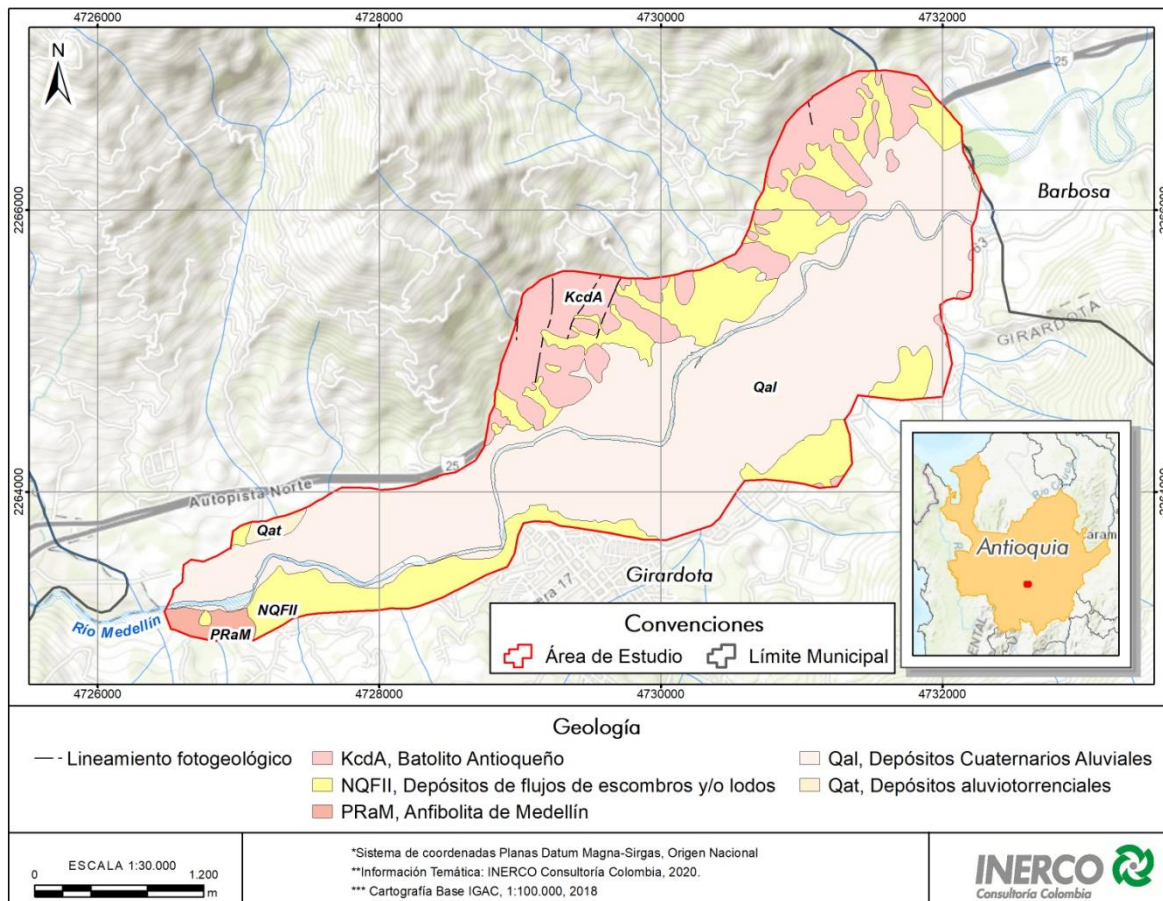 4726000 4728000 4730000 4732000
N
25
2266000
2266000
Barbosa
63
KcdA
GIRARDOTA
Qal
25
Autopista Norte
2264000
Qat
Girardota
Río Medellín
NQFII
PRaM
Antioquia
Convenciones
Área de Estudio Límite Municipal
4726000 4728000 4730000 4732000
Geología
Lineamiento fotogeológico
KcdA, Batolito Antioqueño
NQFII, Depósitos de flujos de escombros y/o lodos
PRaM, Anfibolita de Medellín
Qal, Depósitos Cuaternarios Aluviales
Qat, Depósitos aluviotorrenciales
ESCALA 1:30.000
0 1.200
m
*Sistema de coordenadas Planas Datum Magna-Sirgas, Origen Nacional
**Información Temática: INERCO Consultoría Colombia, 2020.
*** Cartografía Base IGAC, 1:100.000, 2018
INERCO
Consultoría Colombia